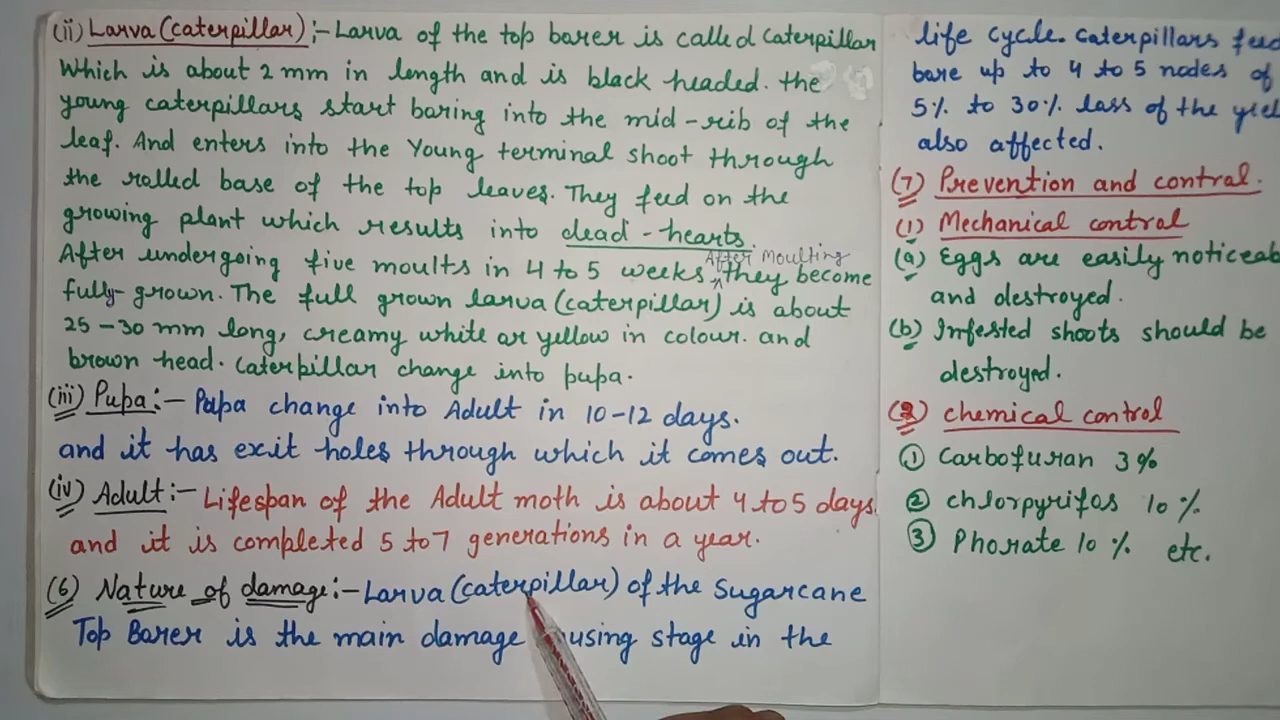 (ii) Larva (caterpillar) :- Larva of the top borer is called Caterpillar
Which is about 2 mm in length and is black headed. the
young caterpillars start boring into the mid-rib of the
leaf. And enters into the Young terminal shoot through
the rolled base of the top leaves. They feed on the
growing plant which results into dead-hearts.
After Moulting
After undergoing five moults in 4 to 5 weeks, they become
fully-grown. The full grown larva (caterpillar) is about
25-30 mm long, creamy white or yellow in colour. and
brown head. Caterpillar change into pupa.
(iii) Pupa :- Papa change into Adult in 10-12 days.
and it has exit holes through which it comes out.
(iv) Adult :- Lifespan of the Adult moth is about 4 to 5 days.
and it is completed 5 to 7 generations in a year.
(6) Nature of damage :- Larva (caterpillar) of the Sugarcane
Top Borer is the main damage using stage in the
life cycle. Caterpillars feed
bore up to 4 to 5 nodes of
5% to 30% loss of the yiel
also affected.
(7) Prevention and control.
(1) Mechanical control
(a) Eggs are easily noticeab
and destroyed.
(b) Infested shoots should be
destroyed.
(2) chemical control
① Carbofuran 3%
② chlorpyrifos 10%
③ Phorate 10% etc.